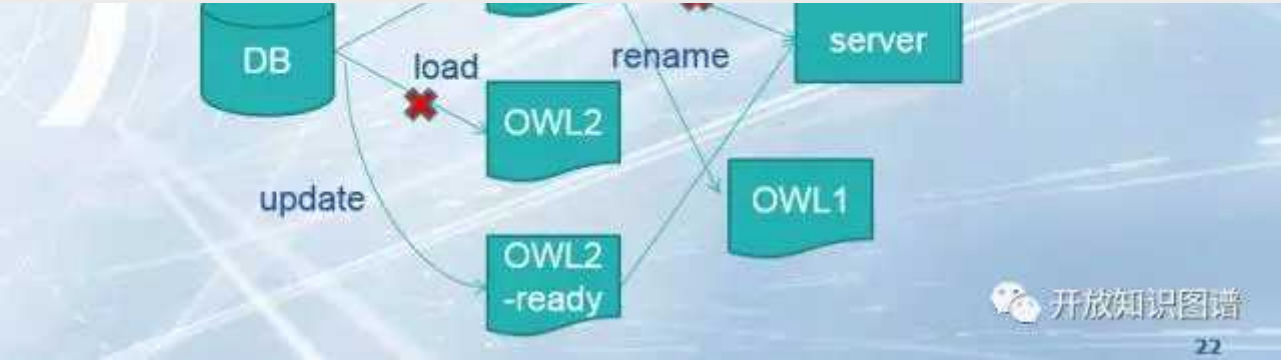 DB
load
rename
server
OWL2
update
OWL1
OWL2
-ready
开放知识图谱
22